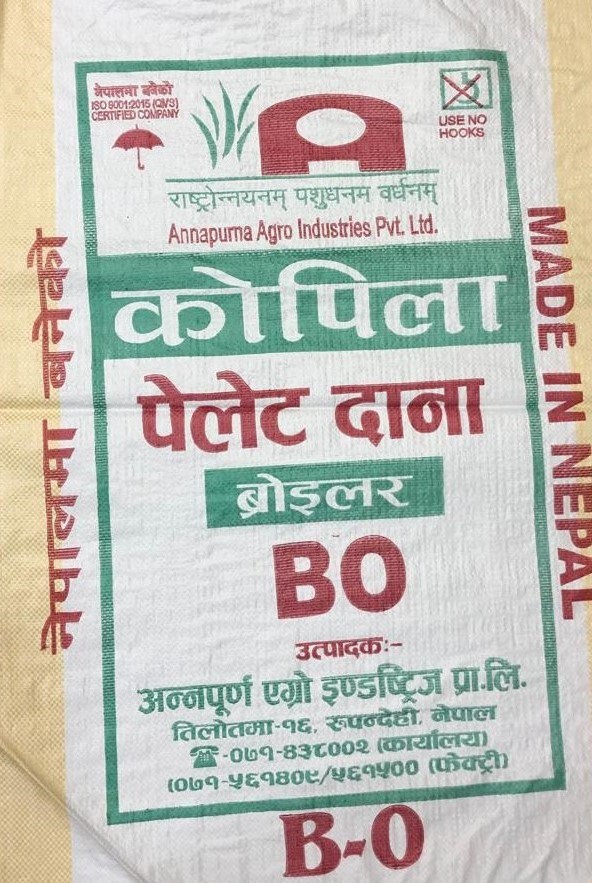 नेपालमा बनेको
ISO 9001:2015 (QMS)
CERTIFIED COMPANY
USE NO
HOOKS
राष्ट्रोन्नयनम् पशुधनम वर्धनम्
Annapurna Agro Industries Pvt. Ltd.
कोपिला
पेलेट दाना
ब्रोइलर
BO
उत्पादक:-
अन्नपूर्ण एग्रो इण्डष्ट्रिज प्रा.लि.
तिलोतमा-१६, रुपन्देही, नेपाल
☎-०७१-४३८००२ (कार्यालय)
(०७१-५६१४०९/५६१५०० (फेक्ट्री)
B-0
नेपालमा बनेको
MADE IN NEPAL